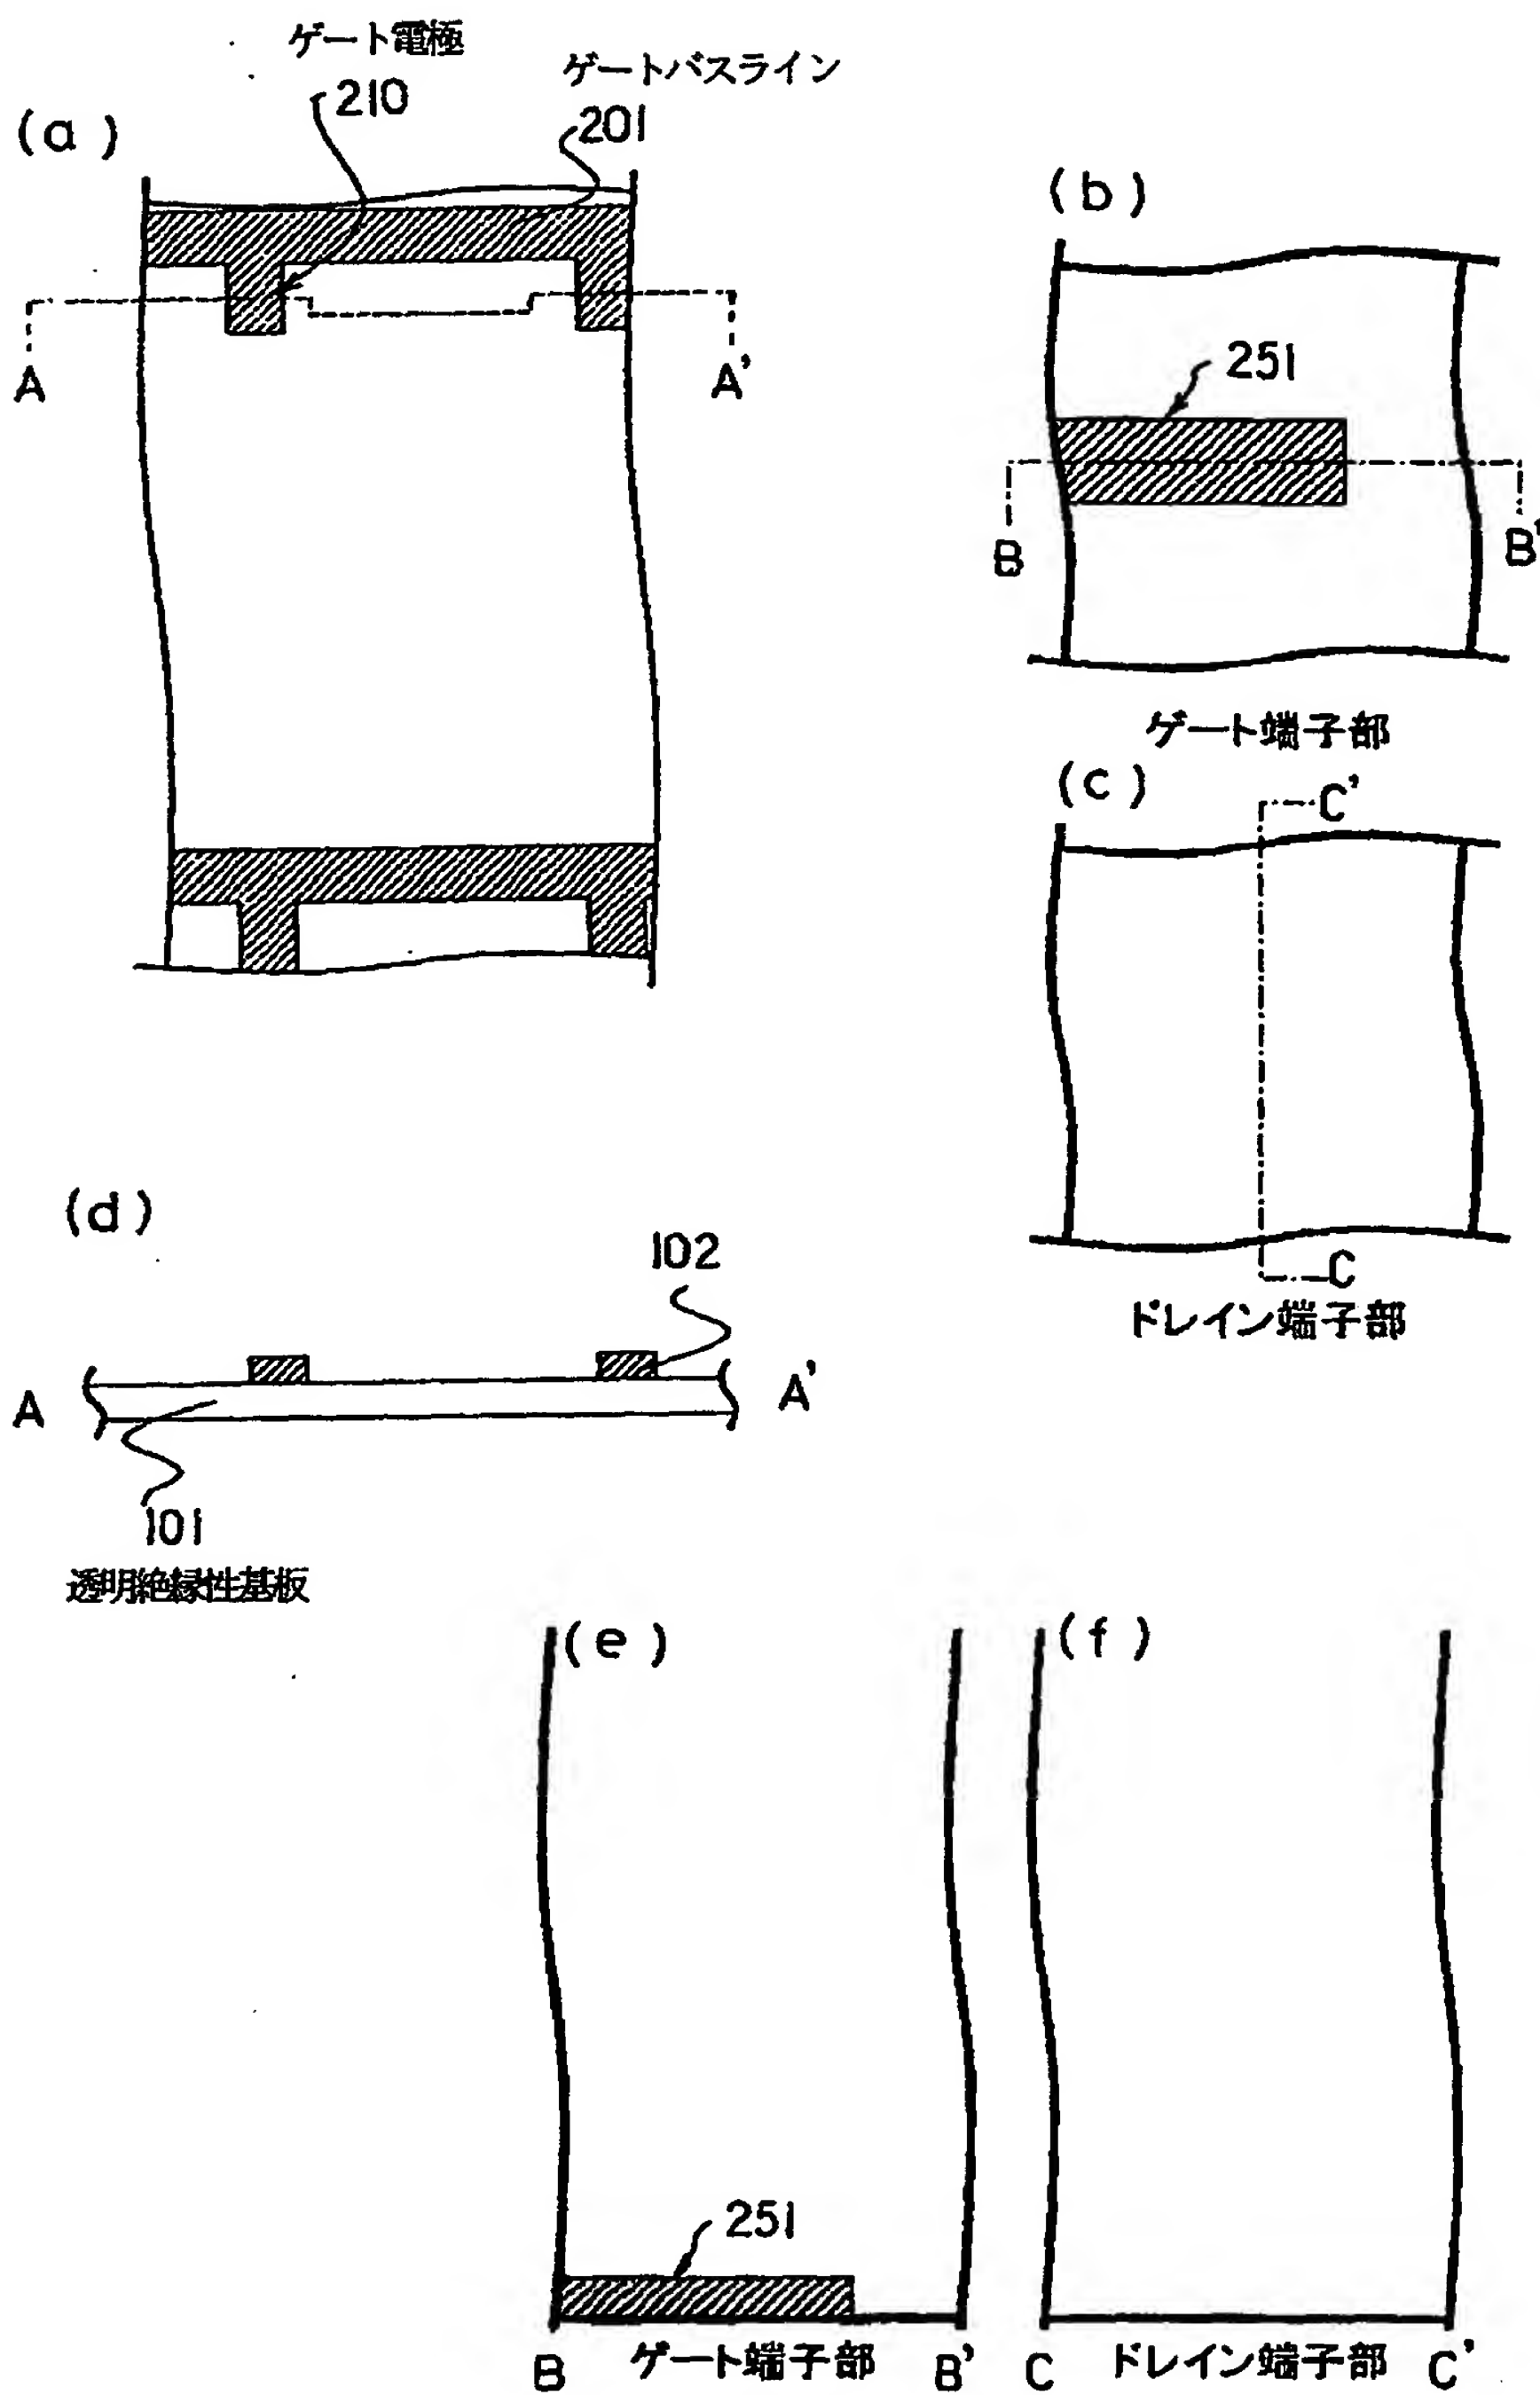 ゲート電極
210
ゲートバスライン
201
(a)
A
A'
(b)
251
B
B'
ゲート端子部
(c)
C'
C
ドレイン端子部
(d)
102
A
A'
101
透明絶縁性基板
(e)
251
B
ゲート端子部
B'
(f)
C
ドレイン端子部
C'